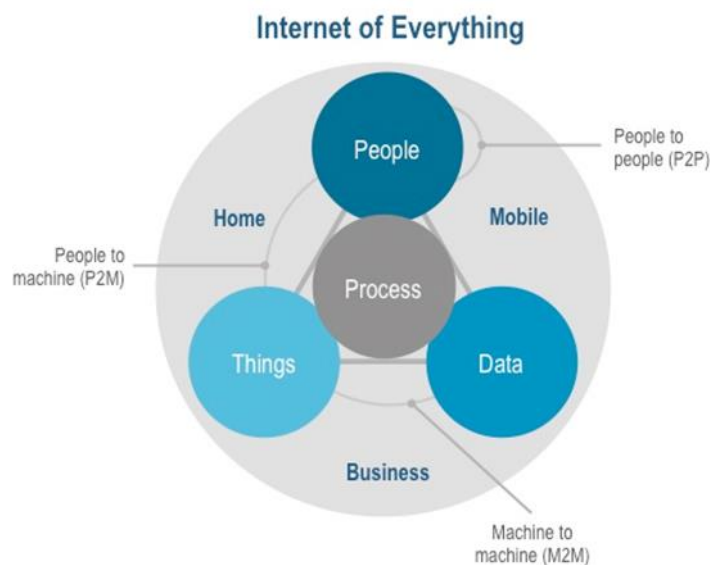 Internet of Everything
People
People to
people (P2P)
Home
Mobile
People to
machine (P2M)
Process
Things
Data
Business
Machine to
machine (M2M)